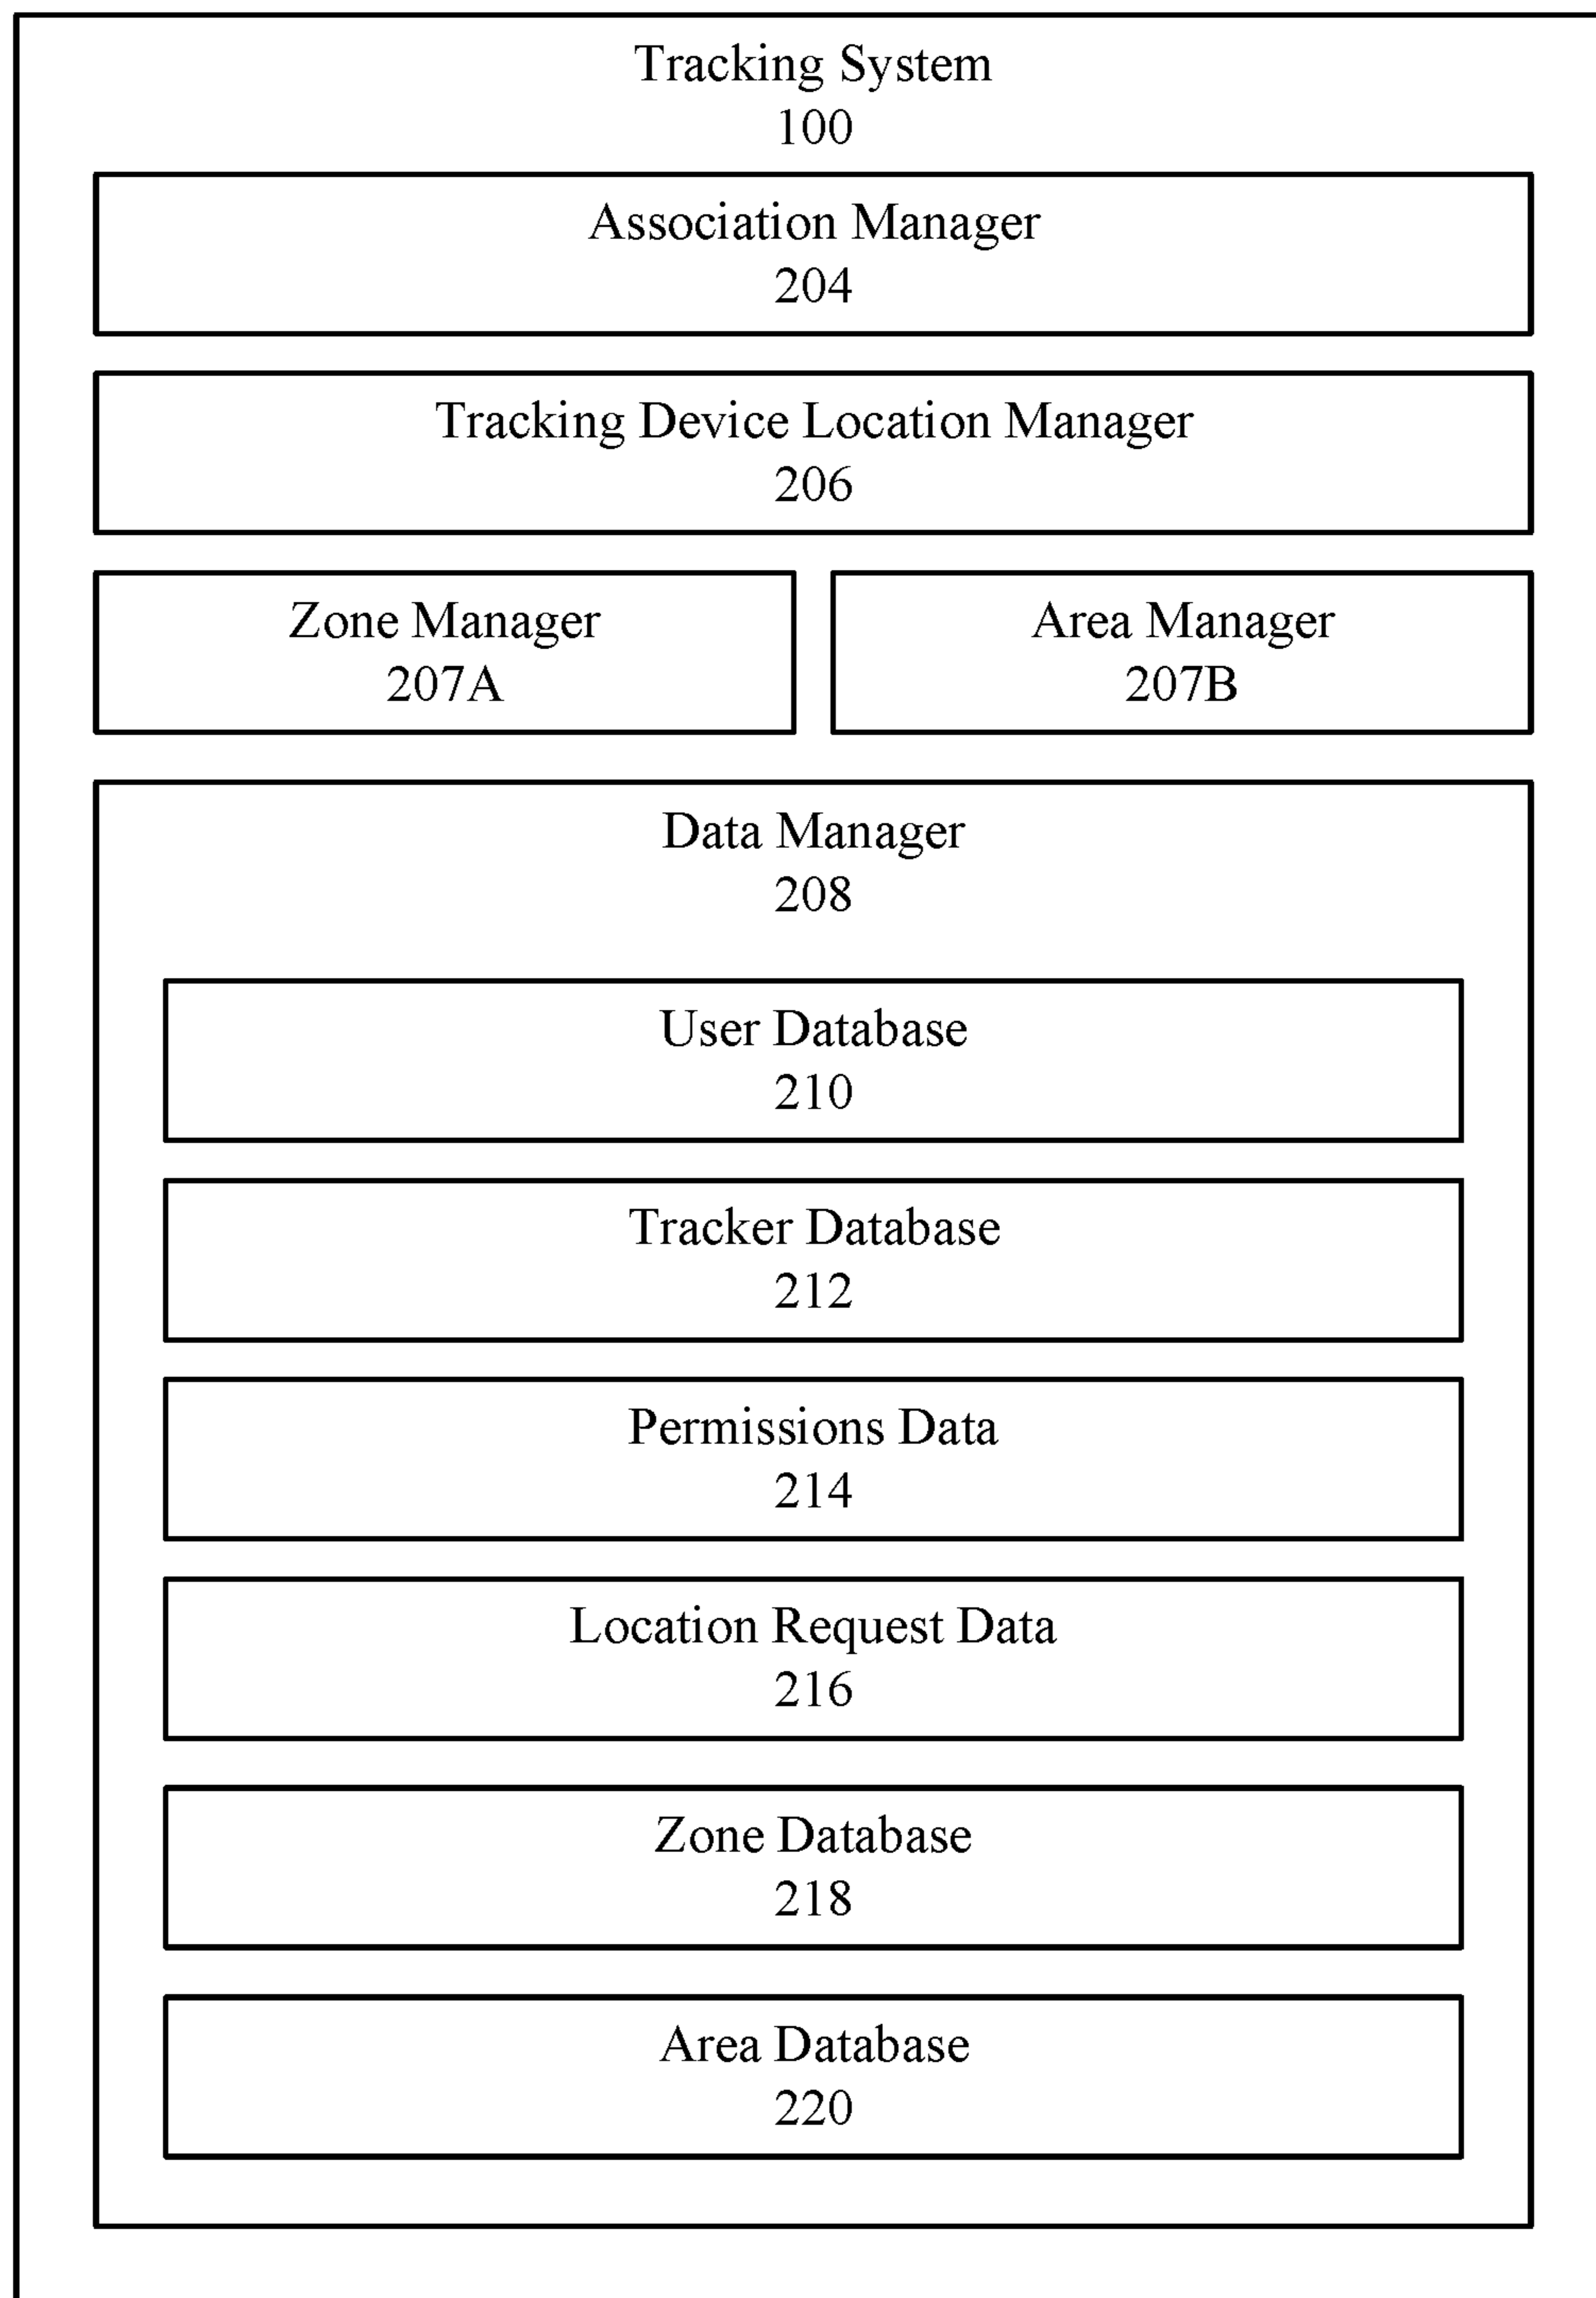 Tracking System
100
Association Manager
204
Tracking Device Location Manager
206
Zone Manager
207A
Area Manager
207B
Data Manager
208
User Database
210
Tracker Database
212
Permissions Data
214
Location Request Data
216
Zone Database
218
Area Database
220